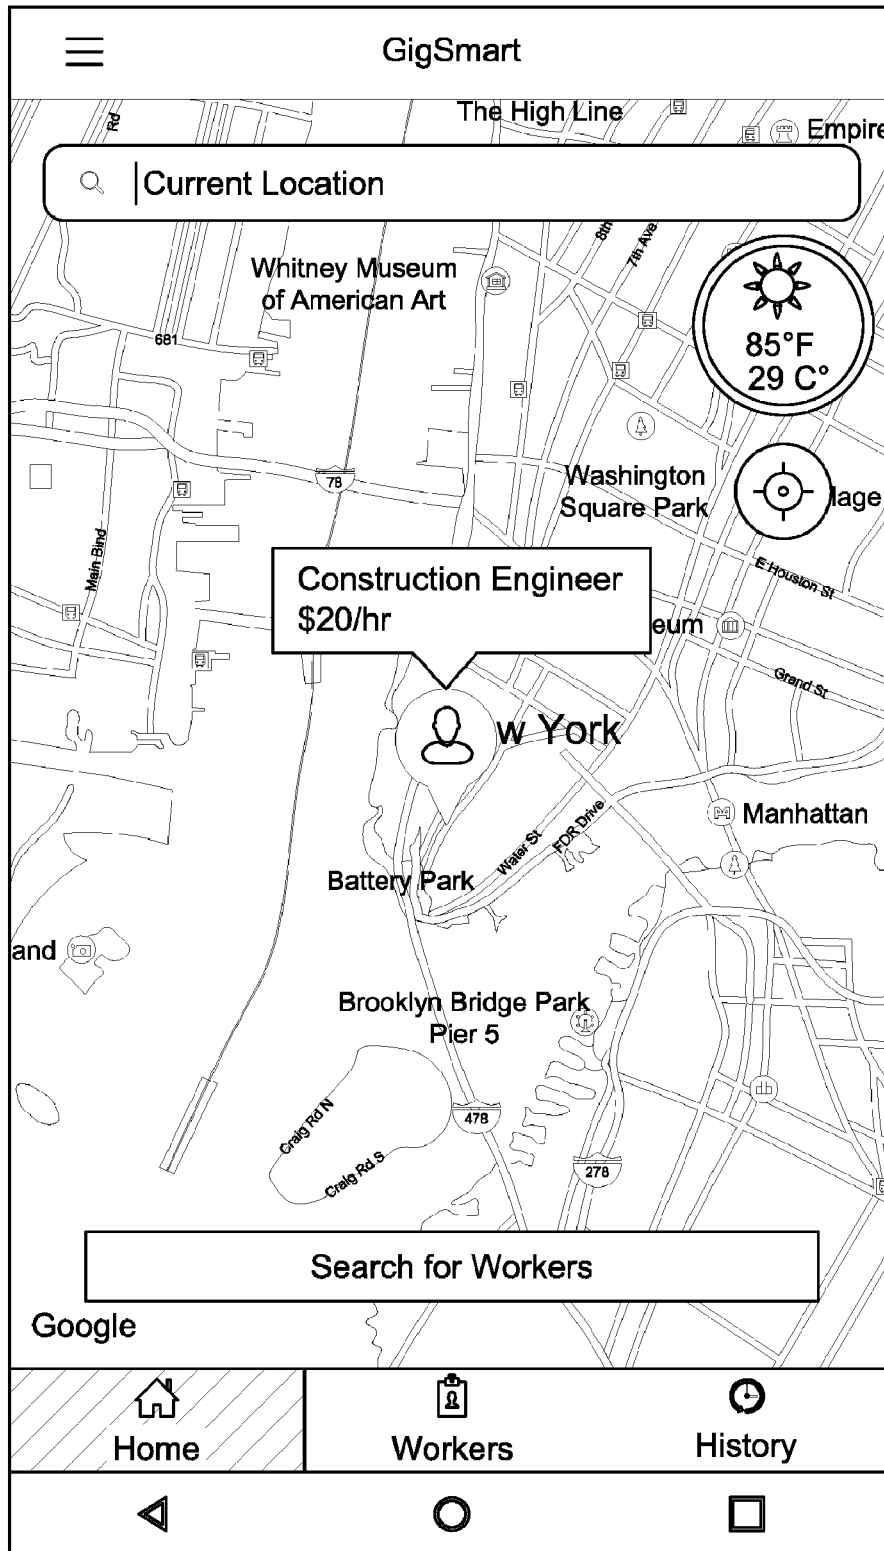 GigSmart
The High Line
Rd
Empire
Current Location
8th
7th Ave
Whitney Museum
of American Art
85°F
29 C°
681
Washington
Square Park
lage
78
Main Blnd
E Houston St
Construction Engineer
$20/hr
eum
Grand St
w York
Manhattan
Water St
FDR Drive
Battery Park
and
Brooklyn Bridge Park
Pier 5
Craig Rd N
478
Craig Rd S
278
Search for Workers
Google
Home
Workers
History